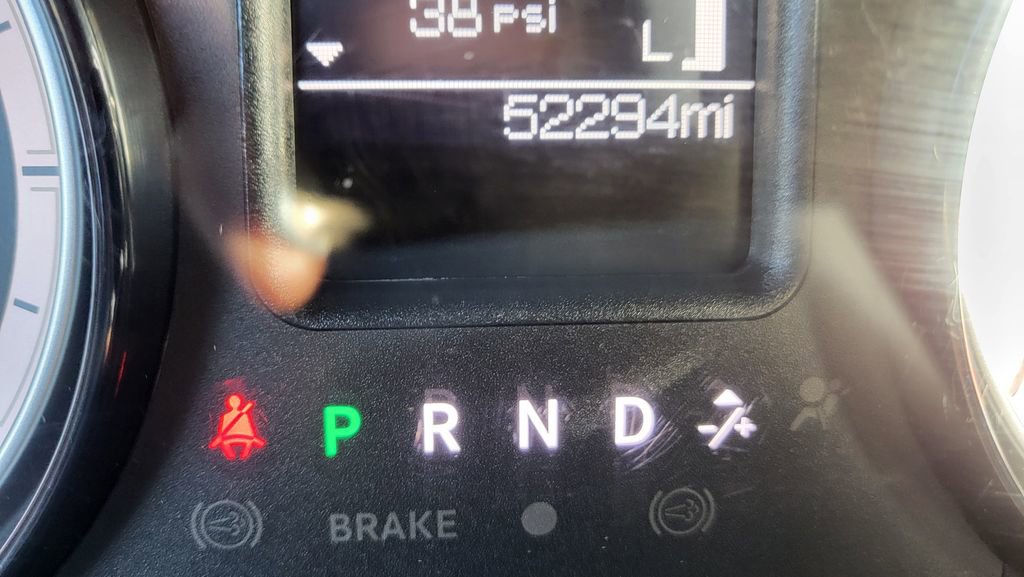 38 psi
L
52294mi
P R N D - +
BRAKE